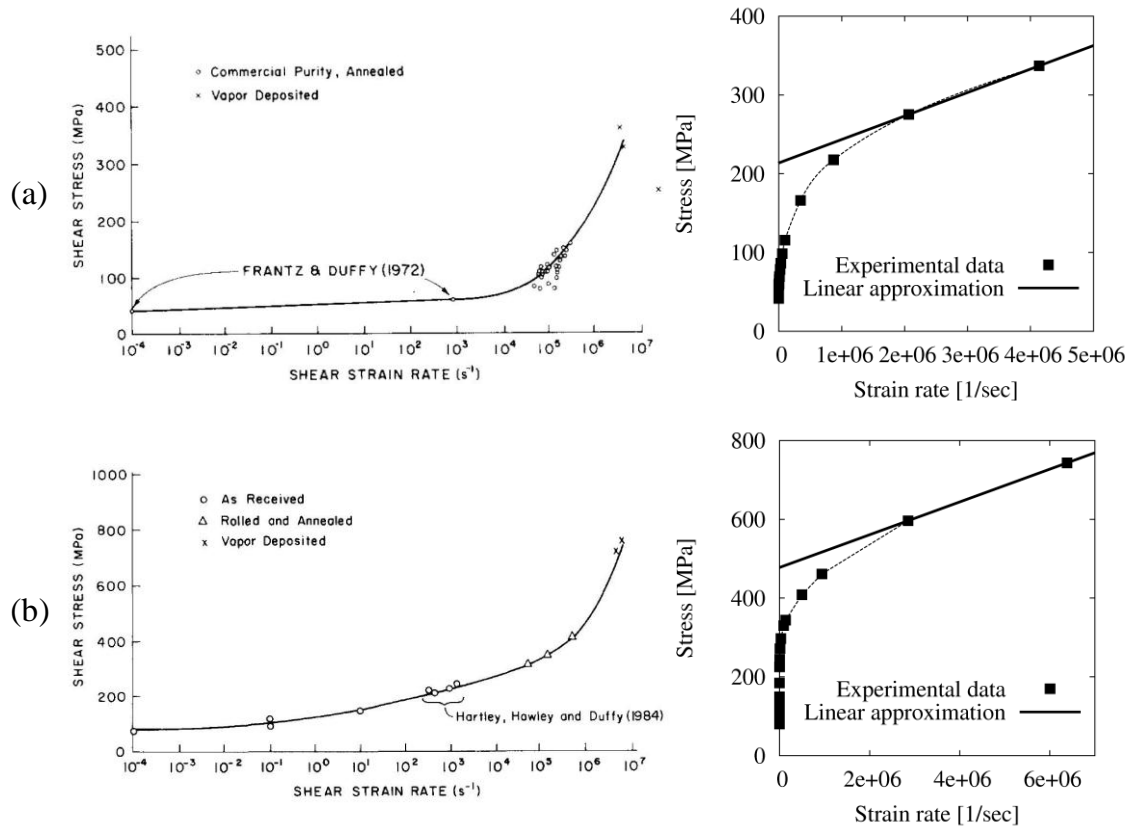 (a)
SHEAR STRESS (MPa)
500
400
300
200
100
0
○ Commercial Purity, Annealed
× Vapor Deposited
FRANTZ & DUFFY (1972)
10⁻⁴ 10⁻³ 10⁻² 10⁻¹ 10⁰ 10¹ 10² 10³ 10⁴ 10⁵ 10⁶ 10⁷
SHEAR STRAIN RATE (s⁻¹)
Stress [MPa]
400
300
200
100
0
Experimental data
Linear approximation
0 1e+06 2e+06 3e+06 4e+06 5e+06
Strain rate [1/sec]
(b)
SHEAR STRESS (MPa)
1000
800
600
400
200
0
○ As Received
△ Rolled and Annealed
x Vapor Deposited
Hartley, Hawley and Duffy (1984)
10⁻⁴ 10⁻³ 10⁻² 10⁻¹ 10⁰ 10¹ 10² 10³ 10⁴ 10⁵ 10⁶ 10⁷
SHEAR STRAIN RATE (s⁻¹)
Stress [MPa]
800
600
400
200
0
Experimental data
Linear approximation
0 2e+06 4e+06 6e+06
Strain rate [1/sec]